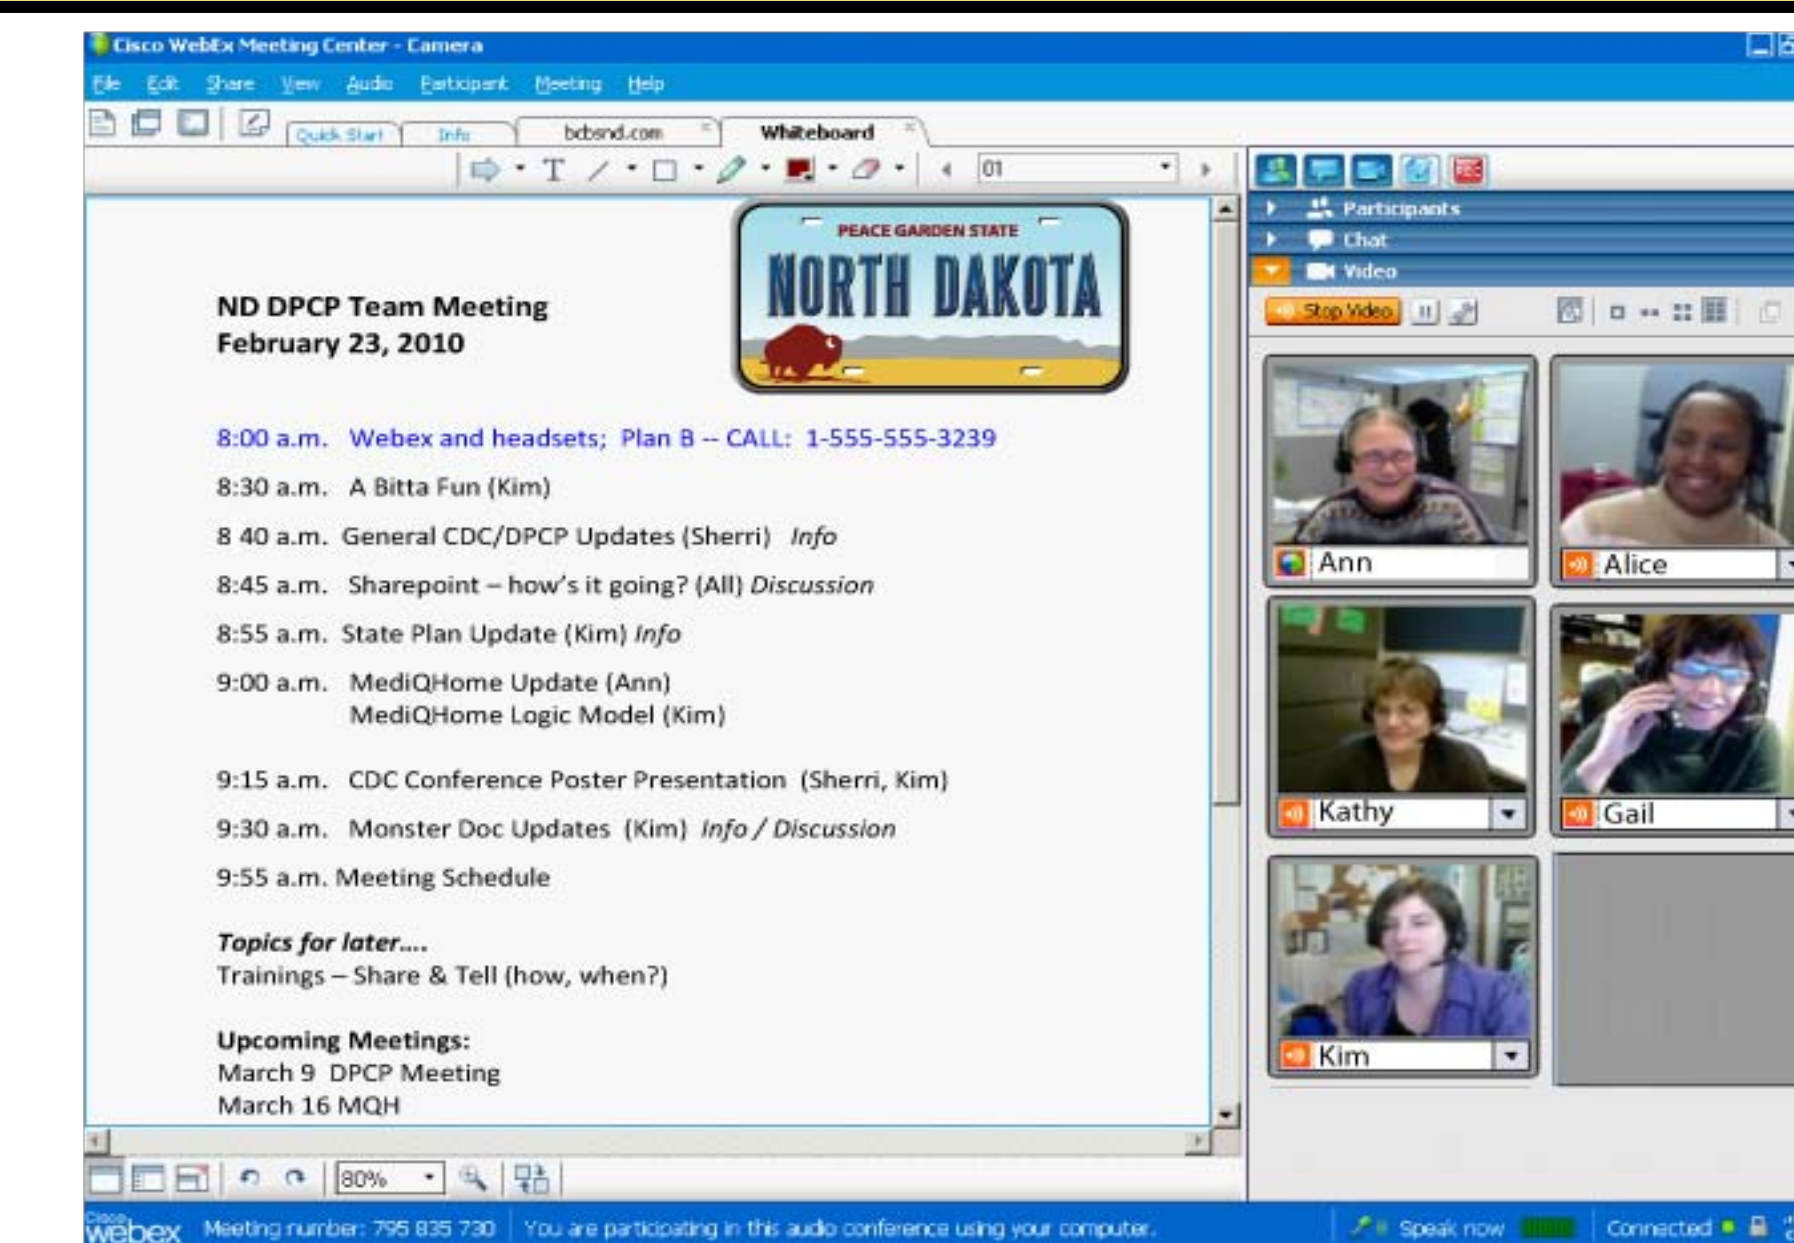 Cisco WebEx Meeting Center - Camera
File Edit Share View Audio Participant Meeting Help
Quick Start Info bcbsnd.com Whiteboard
T 01
REC
Participants
Chat
Video
Stop Video
PEACE GARDEN STATE
NORTH DAKOTA
ND DPCP Team Meeting
February 23, 2010
8:00 a.m. Webex and headsets; Plan B -- CALL: 1-555-555-3239
8:30 a.m. A Bitta Fun (Kim)
8 40 a.m. General CDC/DPCP Updates (Sherri) Info
8:45 a.m. Sharepoint – how's it going? (All) Discussion
8:55 a.m. State Plan Update (Kim) Info
9:00 a.m. MediQHome Update (Ann)
MediQHome Logic Model (Kim)
9:15 a.m. CDC Conference Poster Presentation (Sherri, Kim)
9:30 a.m. Monster Doc Updates (Kim) Info / Discussion
9:55 a.m. Meeting Schedule
Topics for later....
Trainings – Share & Tell (how, when?)
Upcoming Meetings:
March 9 DPCP Meeting
March 16 MQH
Ann
Alice
Kathy
Gail
Kim
80%
Cisco
webex Meeting number: 795 835 730 You are participating in this audio conference using your computer. Speak now Connected